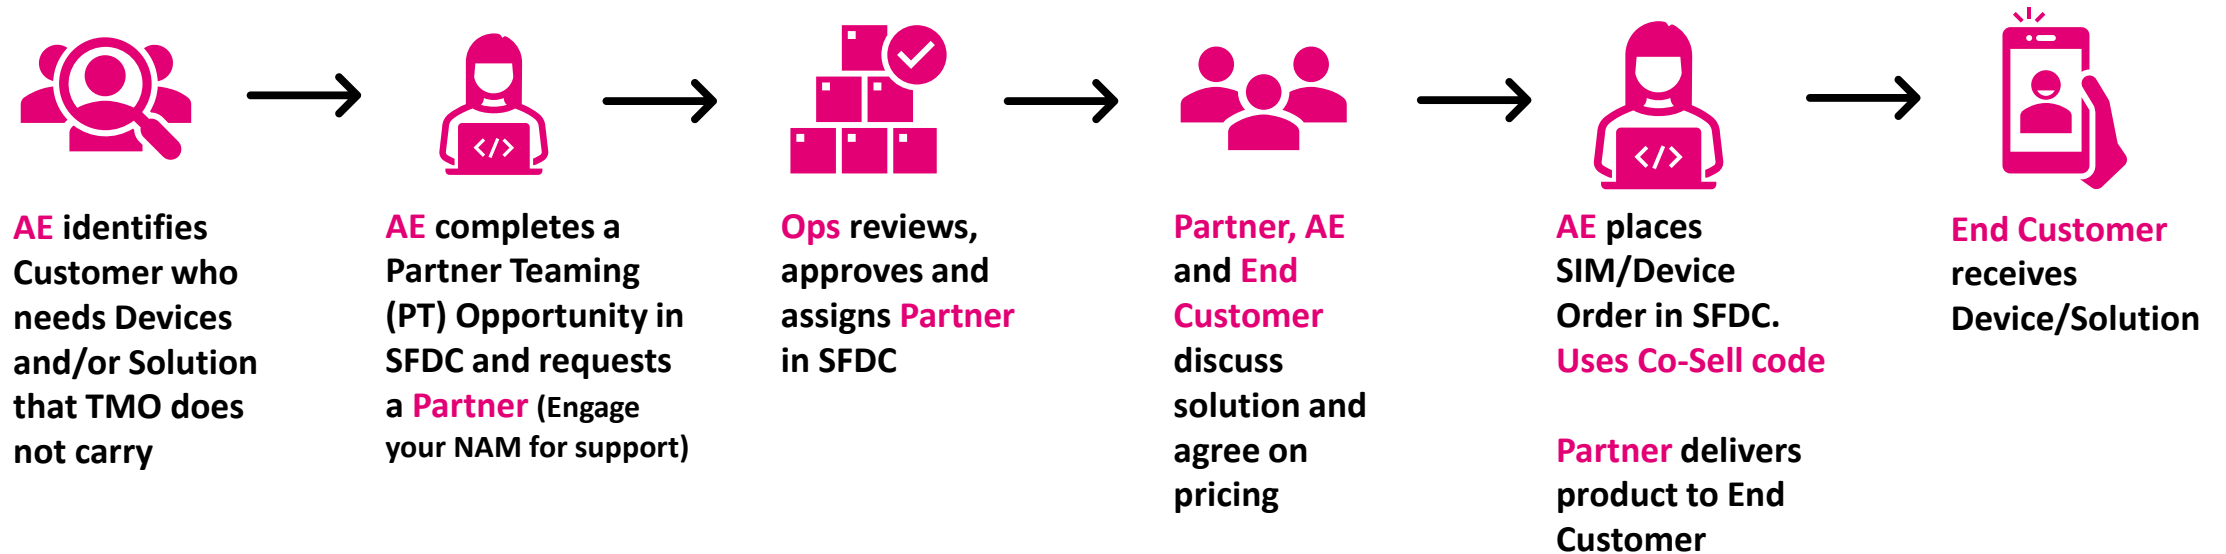 AE identifies
Customer who
needs Devices
and/or Solution
that TMO does
not carry
AE completes a
Partner Teaming
(PT) Opportunity in
SFDC and requests
a Partner (Engage
your NAM for support)
Ops reviews,
approves and
assigns Partner
in SFDC
Partner, AE
and End
Customer
discuss
solution and
agree on
pricing
AE places
SIM/Device
Order in SFDC.
Uses Co-Sell code
Partner delivers
product to End
Customer
End Customer
receives
Device/Solution